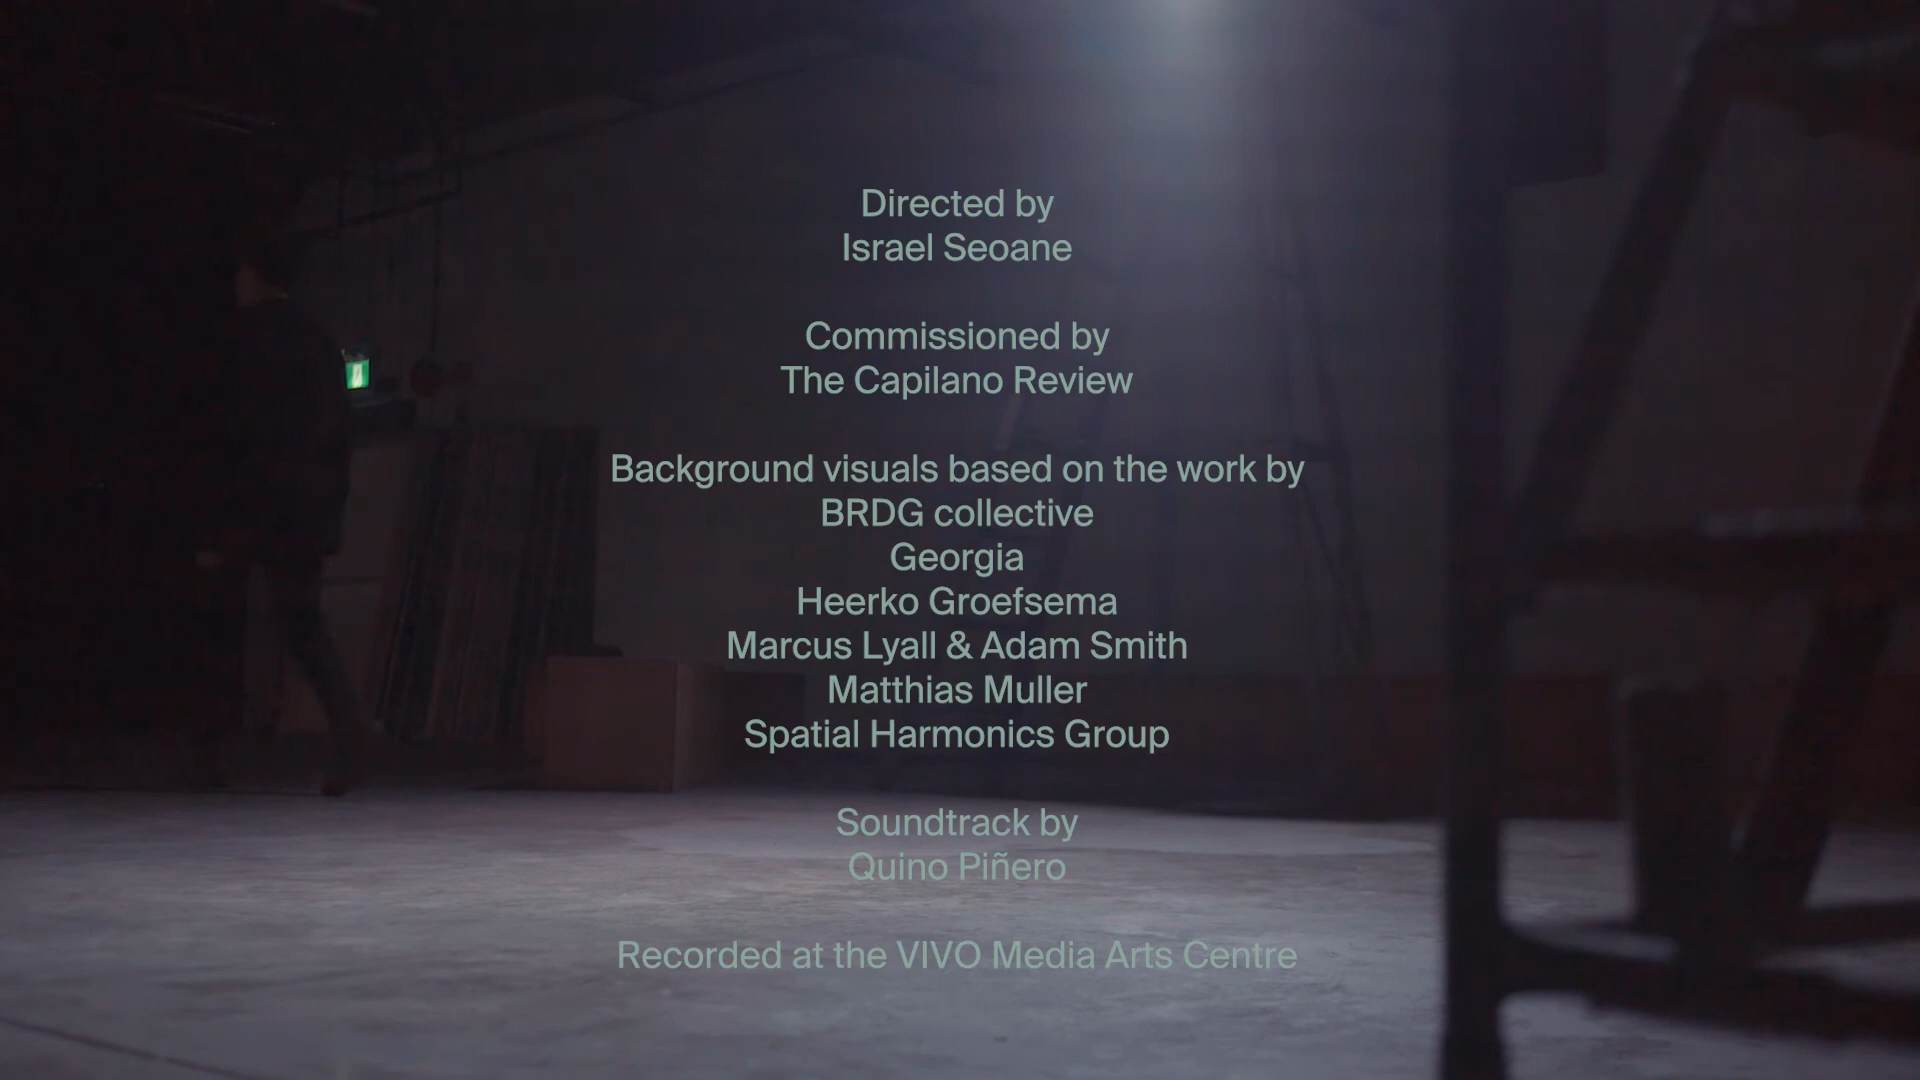 Directed by
Israel Seoane
Commissioned by
The Capilano Review
Background visuals based on the work by
BRDG collective
Georgia
Heerko Groefsema
Marcus Lyall & Adam Smith
Matthias Muller
Spatial Harmonics Group
Soundtrack by
Quino Piñero
Recorded at the VIVO Media Arts Centre